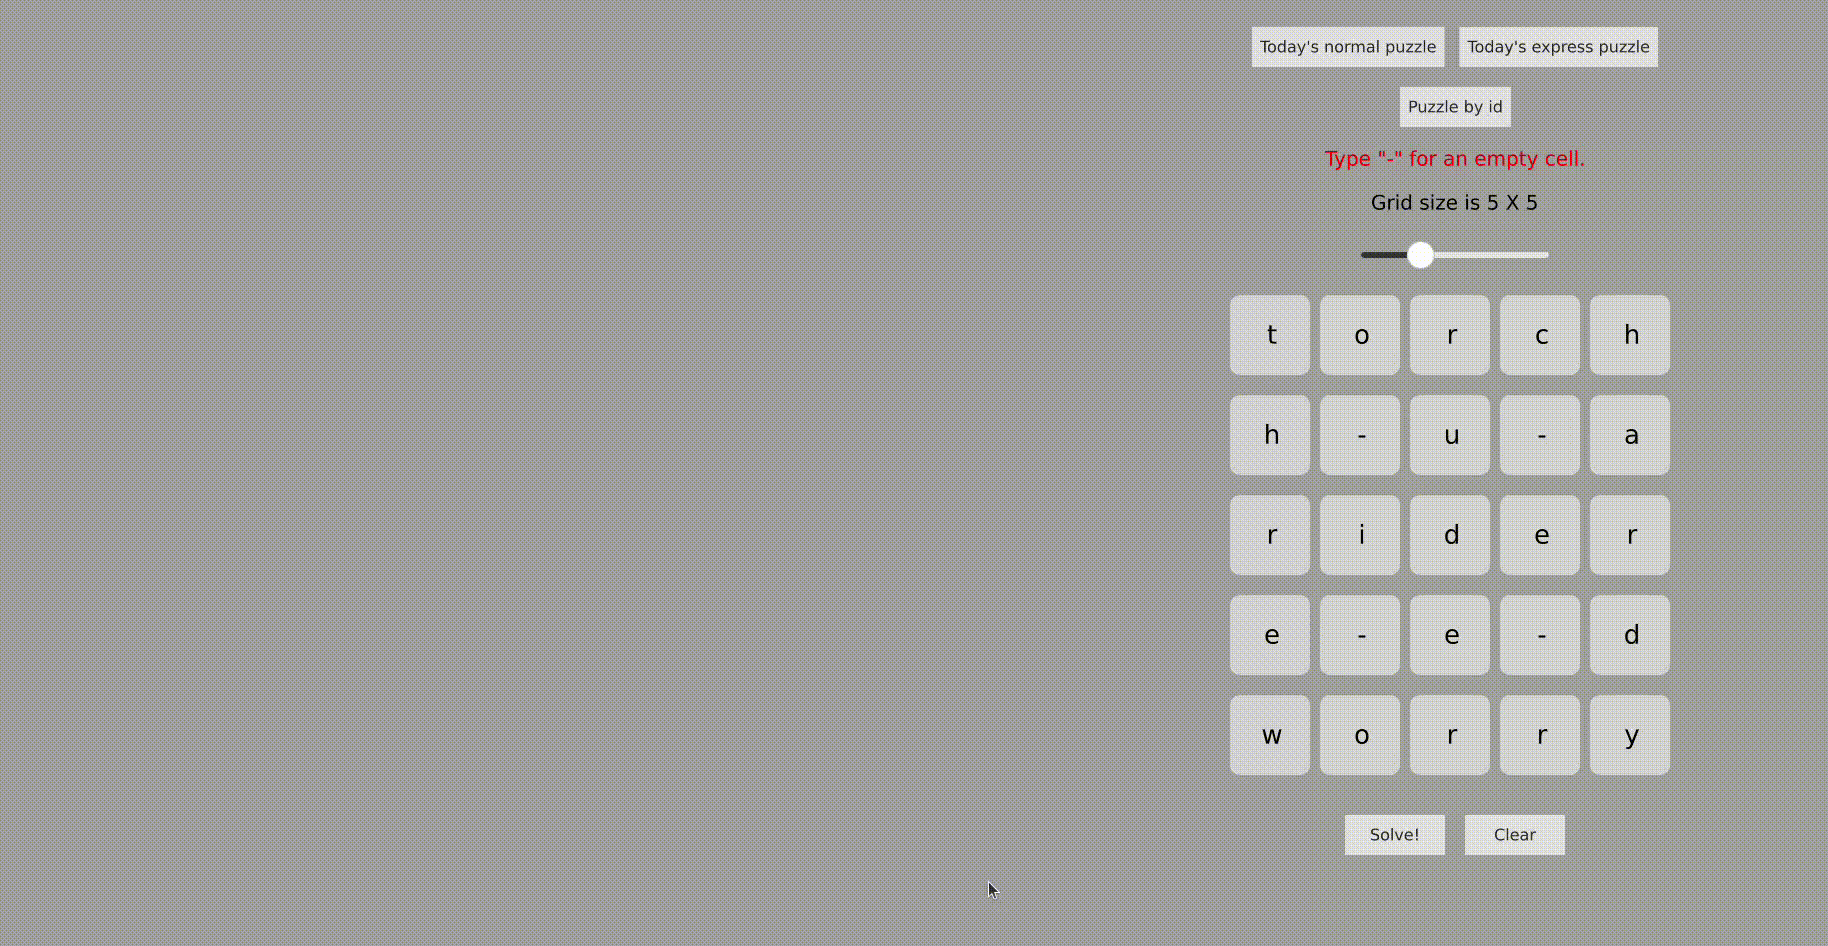 Today's normal puzzle Today's express puzzle
Puzzle by id
Type "-" for an empty cell.
Grid size is 5 X 5
t o r c h
h - u - a
r i d e r
e - e - d
w o r r y
Solve! Clear